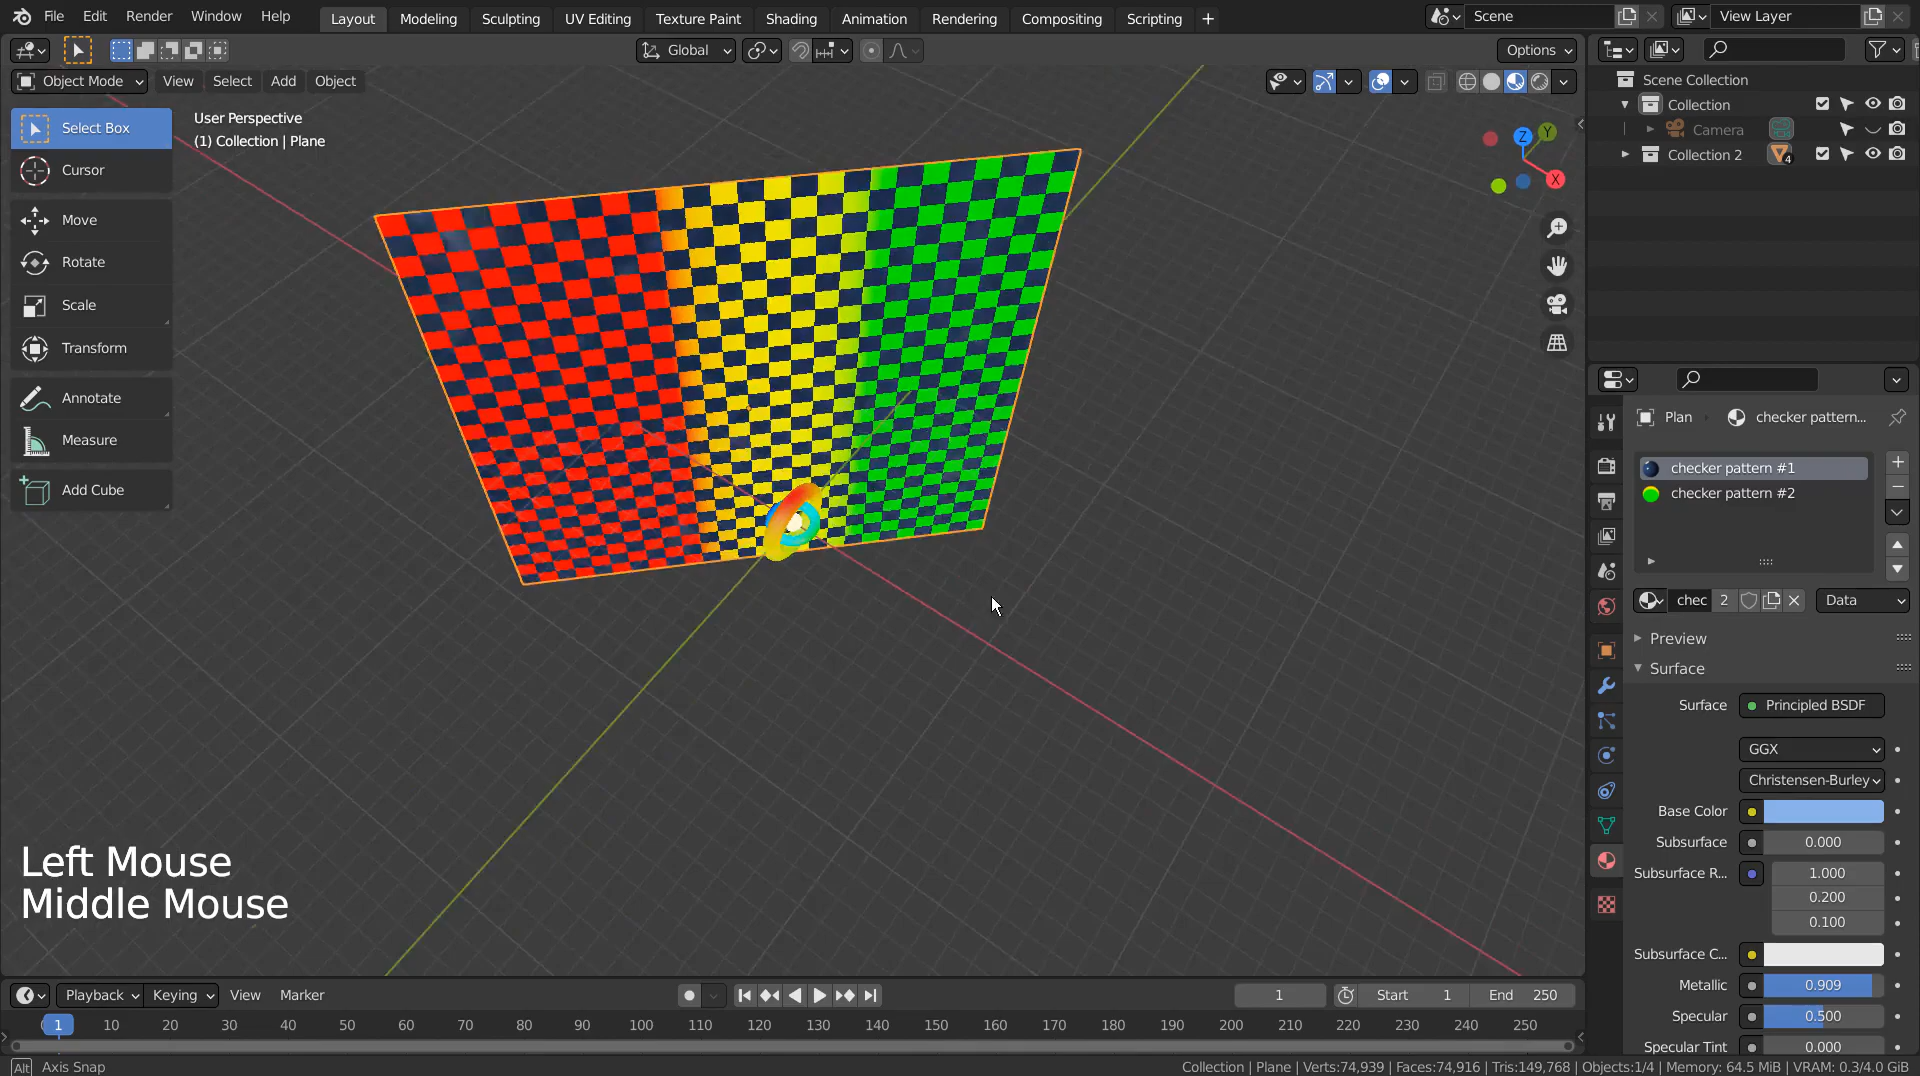 File Edit Render Window Help Layout Modeling Sculpting UV Editing Texture Paint Shading Animation Rendering Compositing Scripting + Scene View Layer
Global Options
Object Mode View Select Add Object
User Perspective
(1) Collection | Plane
Select Box
Cursor
Move
Rotate
Scale
Transform
Annotate
Measure
Add Cube
Z Y X
Scene Collection
Collection
Camera
Collection 2 4
Plan checker pattern...
checker pattern #1
checker pattern #2
chec 2 Data
Preview
Surface
Surface Principled BSDF
GGX
Christensen-Burley
Base Color
Subsurface 0.000
Subsurface R... 1.000
0.200
0.100
Subsurface C...
Metallic 0.909
Specular 0.500
Specular Tint 0.000
Left Mouse
Middle Mouse
Playback Keying View Marker 1 Start 1 End 250
1 10 20 30 40 50 60 70 80 90 100 110 120 130 140 150 160 170 180 190 200 210 220 230 240 250
Alt Axis Snap
Collection | Plane | Verts:74,939 | Faces:74,916 | Tris:149,768 | Objects:1/4 | Memory: 64.5 MiB | VRAM: 0.3/4.0 GiB